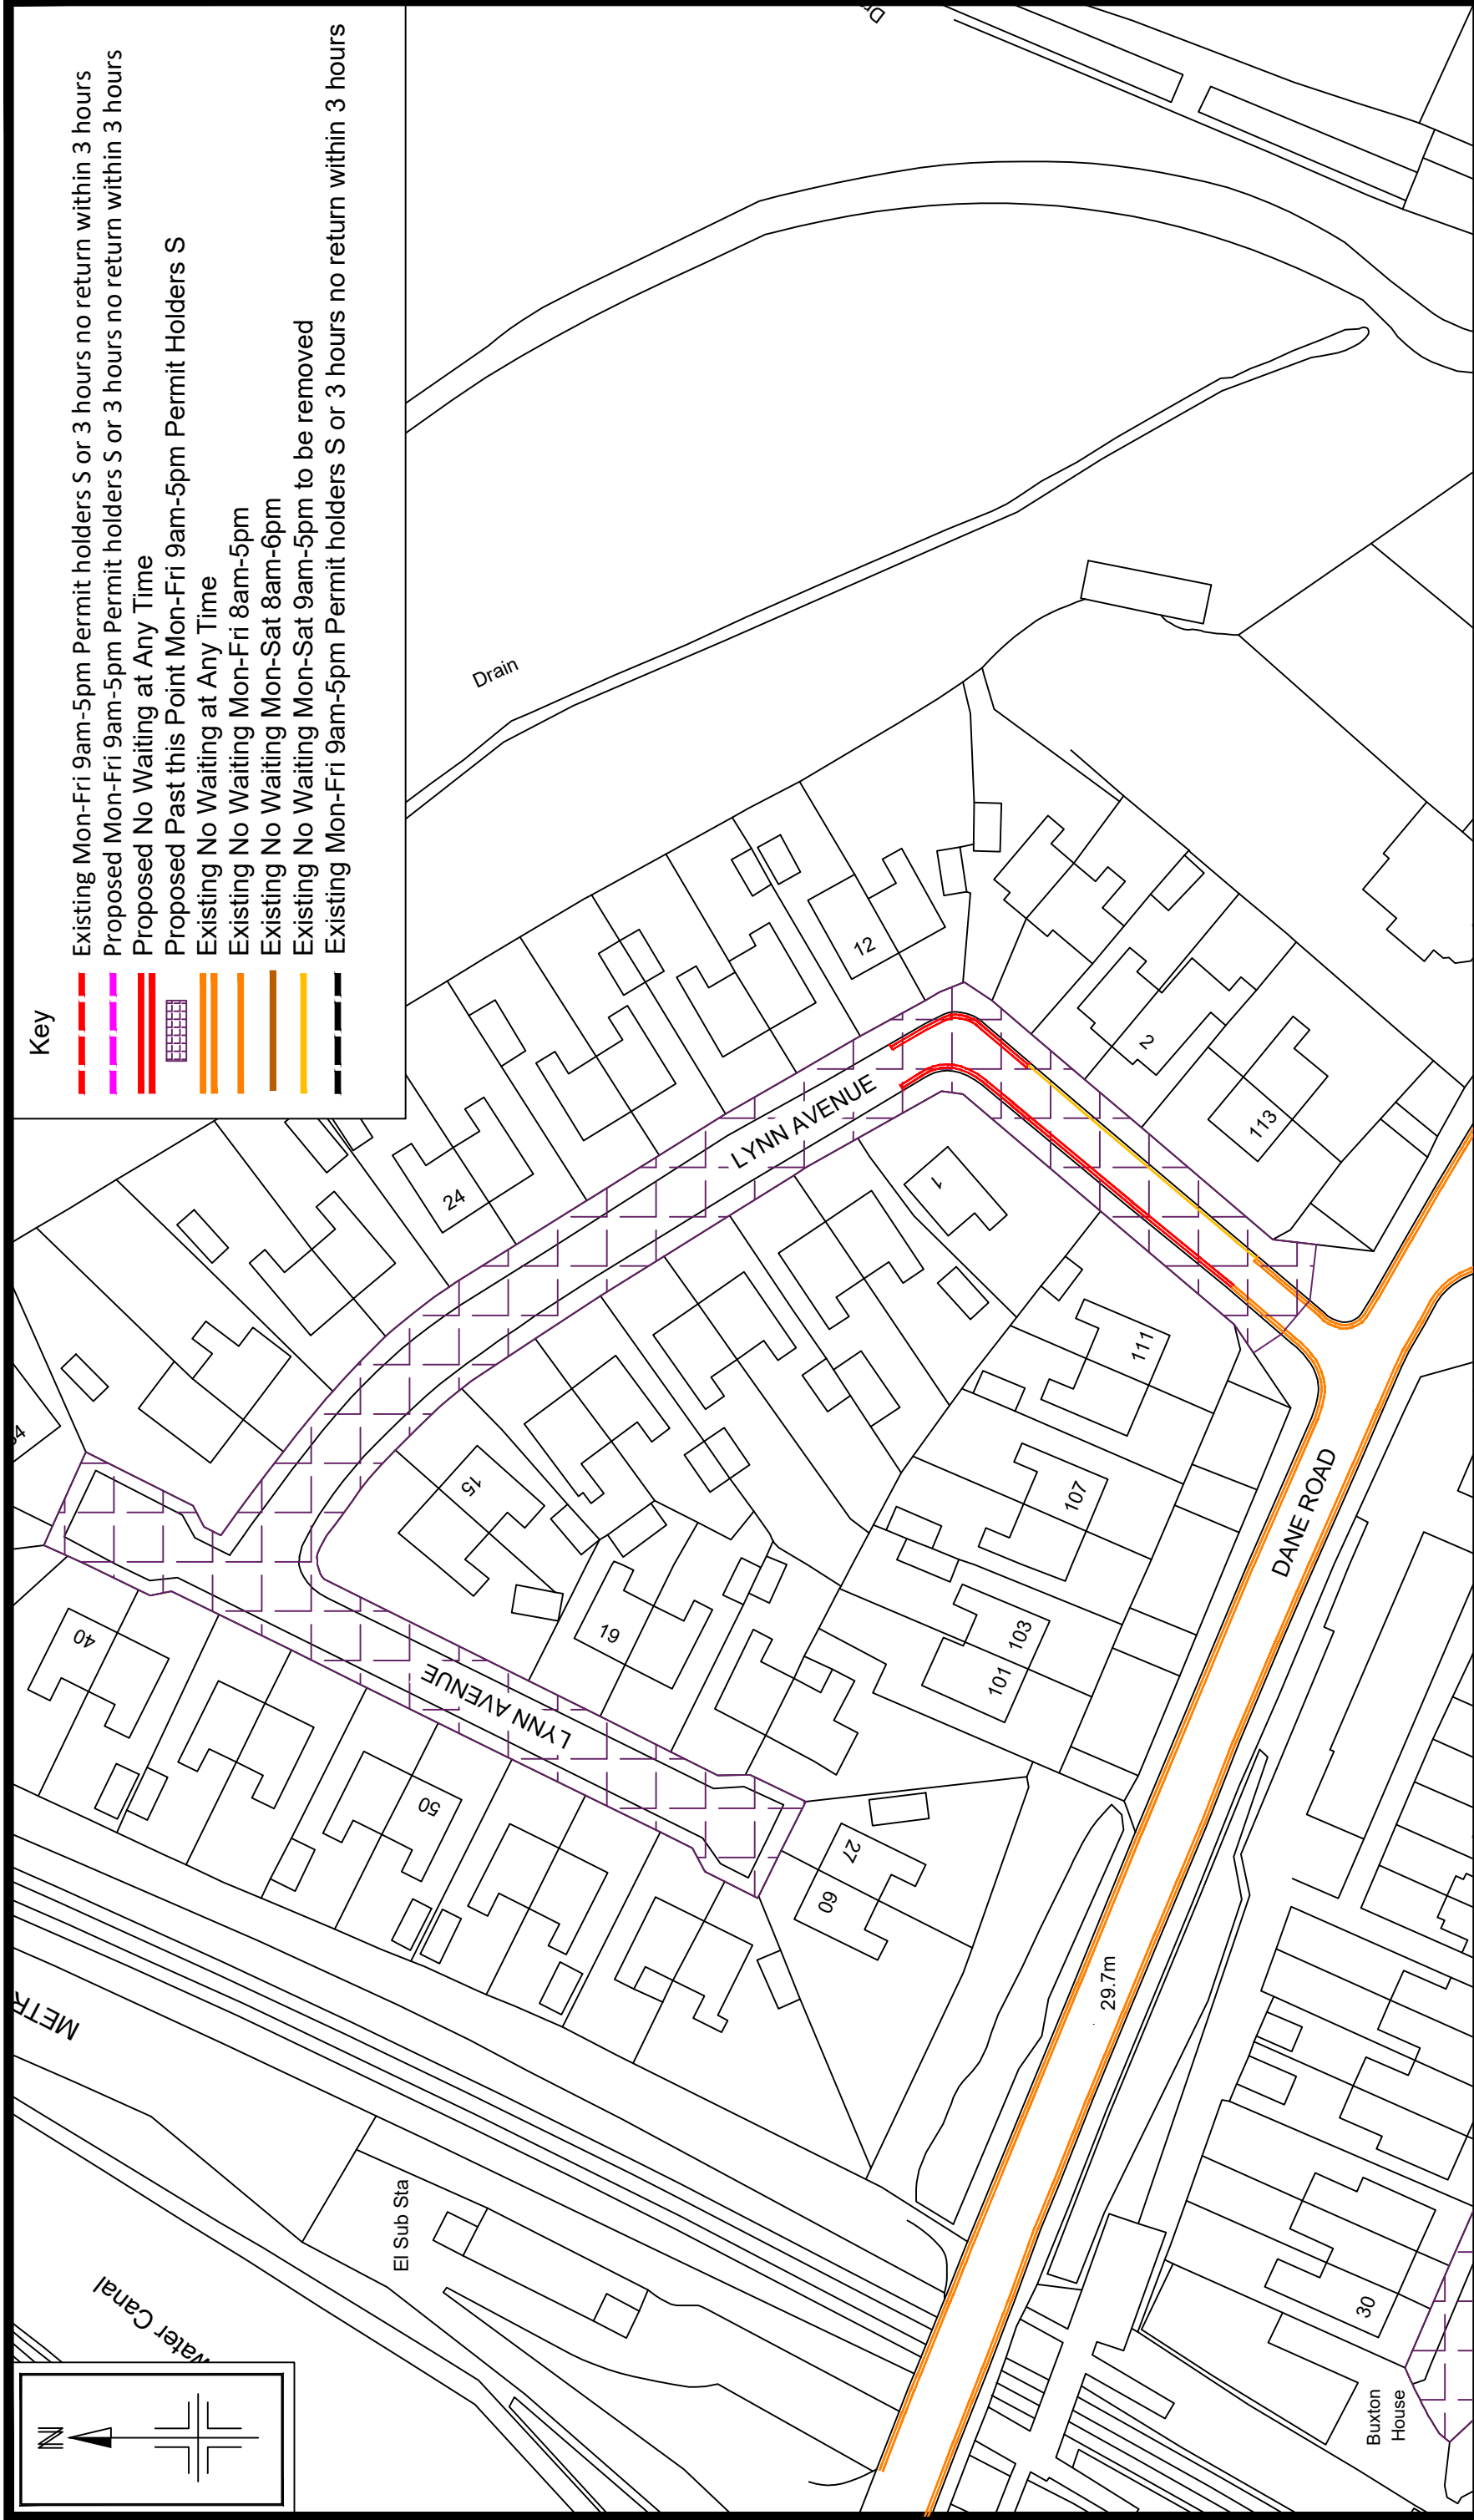 Key
Existing Mon-Fri 9am-5pm Permit holders S or 3 hours no return within 3 hours
Proposed Mon-Fri 9am-5pm Permit holders S or 3 hours no return within 3 hours
Proposed No Waiting at Any Time
Proposed Past this Point Mon-Fri 9am-5pm Permit Holders S
Existing No Waiting at Any Time
Existing No Waiting Mon-Fri 8am-5pm
Existing No Waiting Mon-Sat 8am-6pm
Existing No Waiting Mon-Sat 9am-5pm to be removed
Existing Mon-Fri 9am-5pm Permit holders S or 3 hours no return within 3 hours
Drain
12
2
113
24
LYNN AVENUE
1
111
107
103
101
15
19
40
50
LYNN AVENUE
27
60
DANE ROAD
29.7m
METR
El Sub Sta
water Canal
30
Buxton
House
N